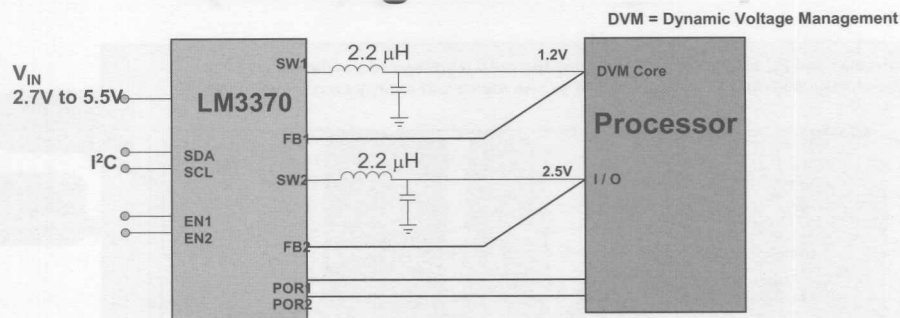 DVM = Dynamic Voltage Management
SW1
2.2 μH
1.2V
DVM Core
V_IN
2.7V to 5.5V
LM3370
Processor
FB1
I²C
SDA
SCL
2.2 μH
SW2
2.5V
I / O
EN1
EN2
FB2
POR1
POR2